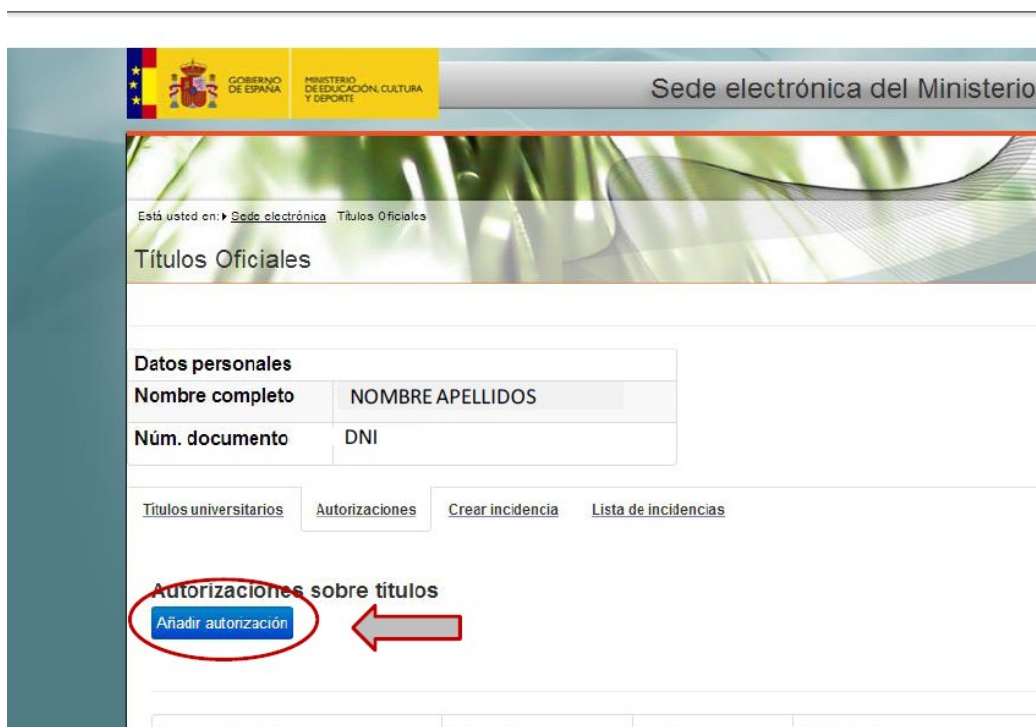 GOBIERNO
DE ESPAÑA
MINISTERIO
DE EDUCACIÓN, CULTURA
Y DEPORTE
Sede electrónica del Ministerio
Está usted en: Sede electrónica Títulos Oficiales
Títulos Oficiales
Datos personales
Nombre completo NOMBRE APELLIDOS
Núm. documento DNI
Titulos universitarios Autorizaciones Crear incidencia Lista de incidencias
Autorizaciones sobre titulos
Añadir autorización